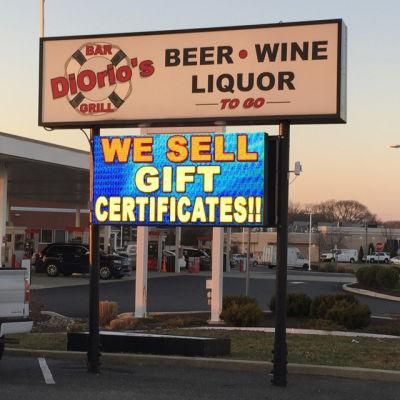 BAR
DiOrio's
GRILL
BEER • WINE
LIQUOR
TO GO
WE SELL
GIFT
CERTIFICATES!!